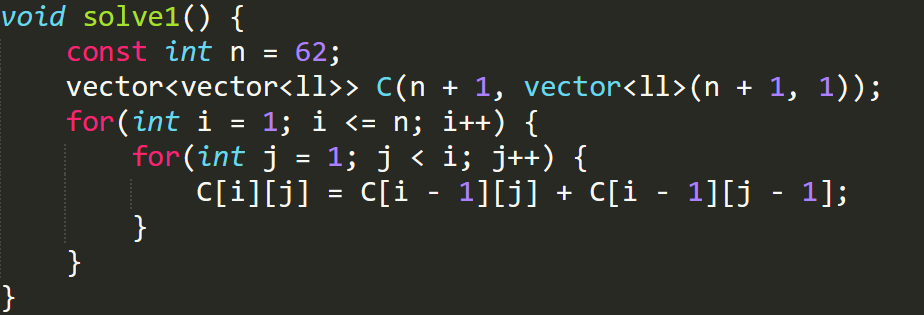 void solve1() {
    const int n = 62;
    vector<vector<ll>> C(n + 1, vector<ll>(n + 1, 1));
    for(int i = 1; i <= n; i++) {
        for(int j = 1; j < i; j++) {
            C[i][j] = C[i - 1][j] + C[i - 1][j - 1];
        }
    }
}